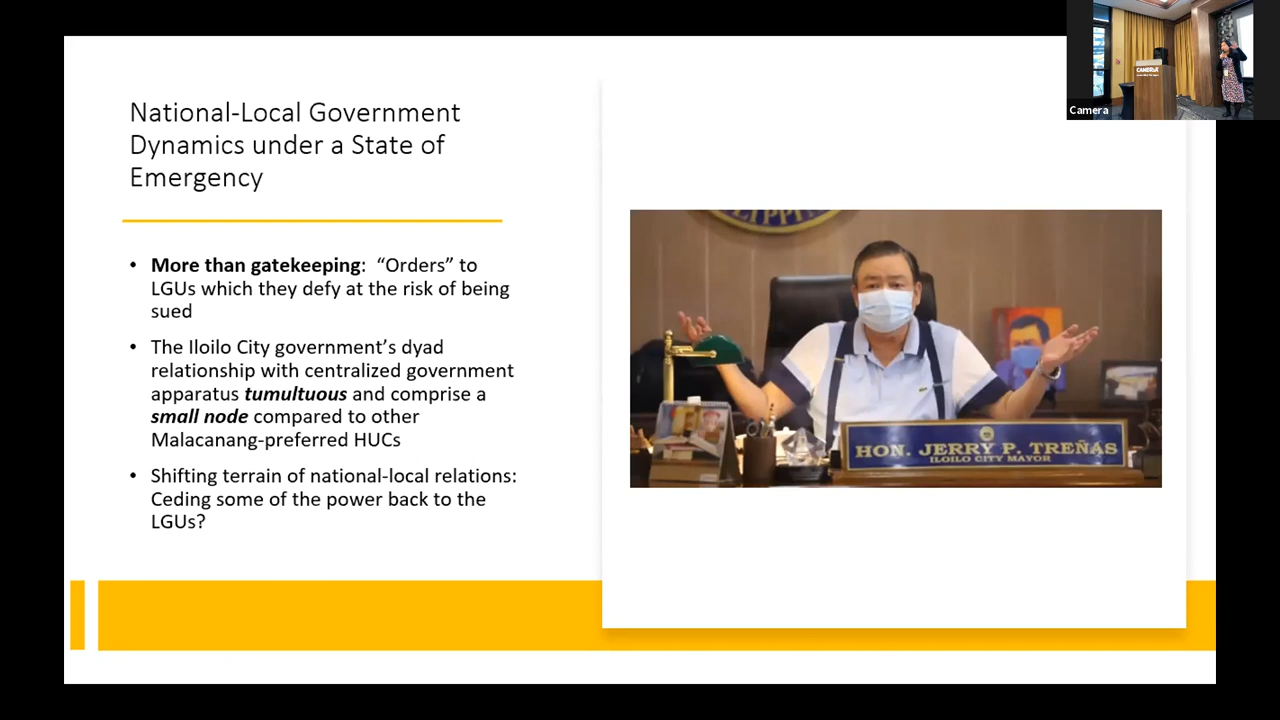 National-Local Government
Dynamics under a State of
Emergency
• More than gatekeeping: “Orders” to
LGUs which they defy at the risk of being
sued
• The Iloilo City government’s dyad
relationship with centralized government
apparatus tumultuous and comprise a
small node compared to other
Malacanang-preferred HUCs
• Shifting terrain of national-local relations:
Ceding some of the power back to the
LGUs?
HON. JERRY P. TREÑAS
ILOILO CITY MAYOR
CAMBRIA
Camera